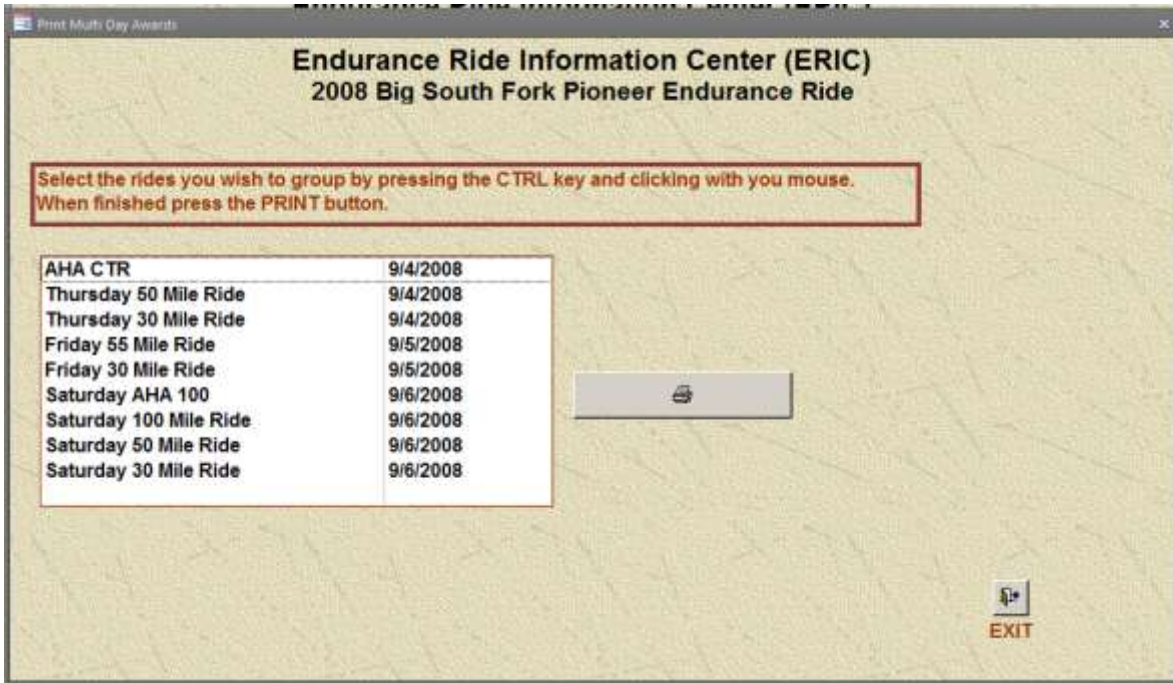 Print Multi Day Awards
Endurance Ride Information Center (ERIC)
2008 Big South Fork Pioneer Endurance Ride
Select the rides you wish to group by pressing the CTRL key and clicking with you mouse.
When finished press the PRINT button.
AHA CTR 9/4/2008
Thursday 50 Mile Ride 9/4/2008
Thursday 30 Mile Ride 9/4/2008
Friday 55 Mile Ride 9/5/2008
Friday 30 Mile Ride 9/5/2008
Saturday AHA 100 9/6/2008
Saturday 100 Mile Ride 9/6/2008
Saturday 50 Mile Ride 9/6/2008
Saturday 30 Mile Ride 9/6/2008
EXIT